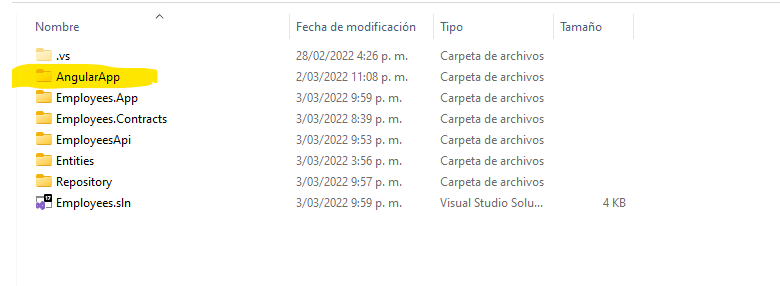 Nombre Fecha de modificación Tipo Tamaño
.vs 28/02/2022 4:26 p. m. Carpeta de archivos
AngularApp 2/03/2022 11:08 p. m. Carpeta de archivos
Employees.App 3/03/2022 9:59 p. m. Carpeta de archivos
Employees.Contracts 3/03/2022 8:39 p. m. Carpeta de archivos
EmployeesApi 3/03/2022 9:53 p. m. Carpeta de archivos
Entities 3/03/2022 3:56 p. m. Carpeta de archivos
Repository 3/03/2022 9:57 p. m. Carpeta de archivos
Employees.sln 3/03/2022 9:59 p. m. Visual Studio Solu... 4 KB